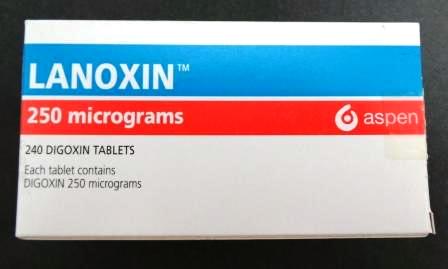 LANOXIN™
250 micrograms
aspen
240 DIGOXIN TABLETS
Each tablet contains
DIGOXIN 250 micrograms